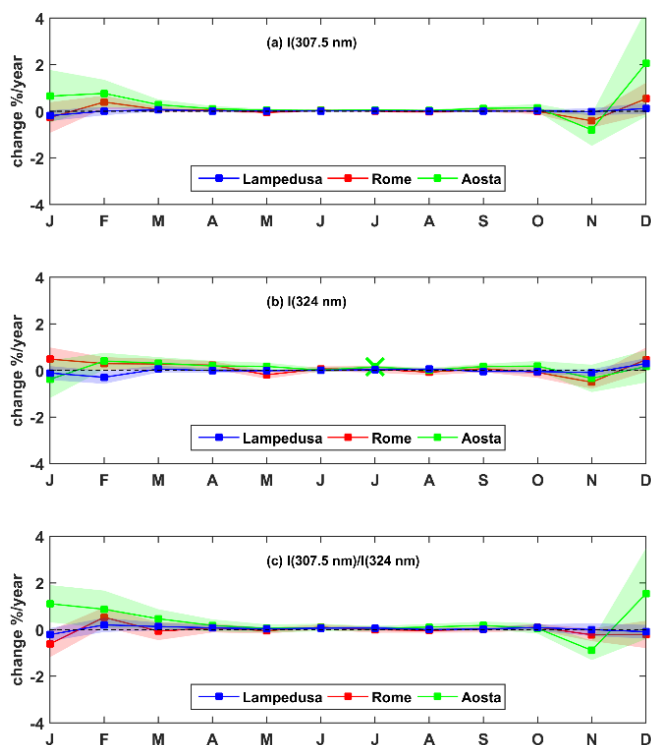 (a) I(307.5 nm)
change %/year
4
2
0
-2
-4
Lampedusa Rome Aosta
J F M A M J J A S O N D
(b) I(324 nm)
change %/year
4
2
0
-2
-4
Lampedusa Rome Aosta
J F M A M J J A S O N D
(c) I(307.5 nm)/I(324 nm)
change %/year
4
2
0
-2
-4
Lampedusa Rome Aosta
J F M A M J J A S O N D